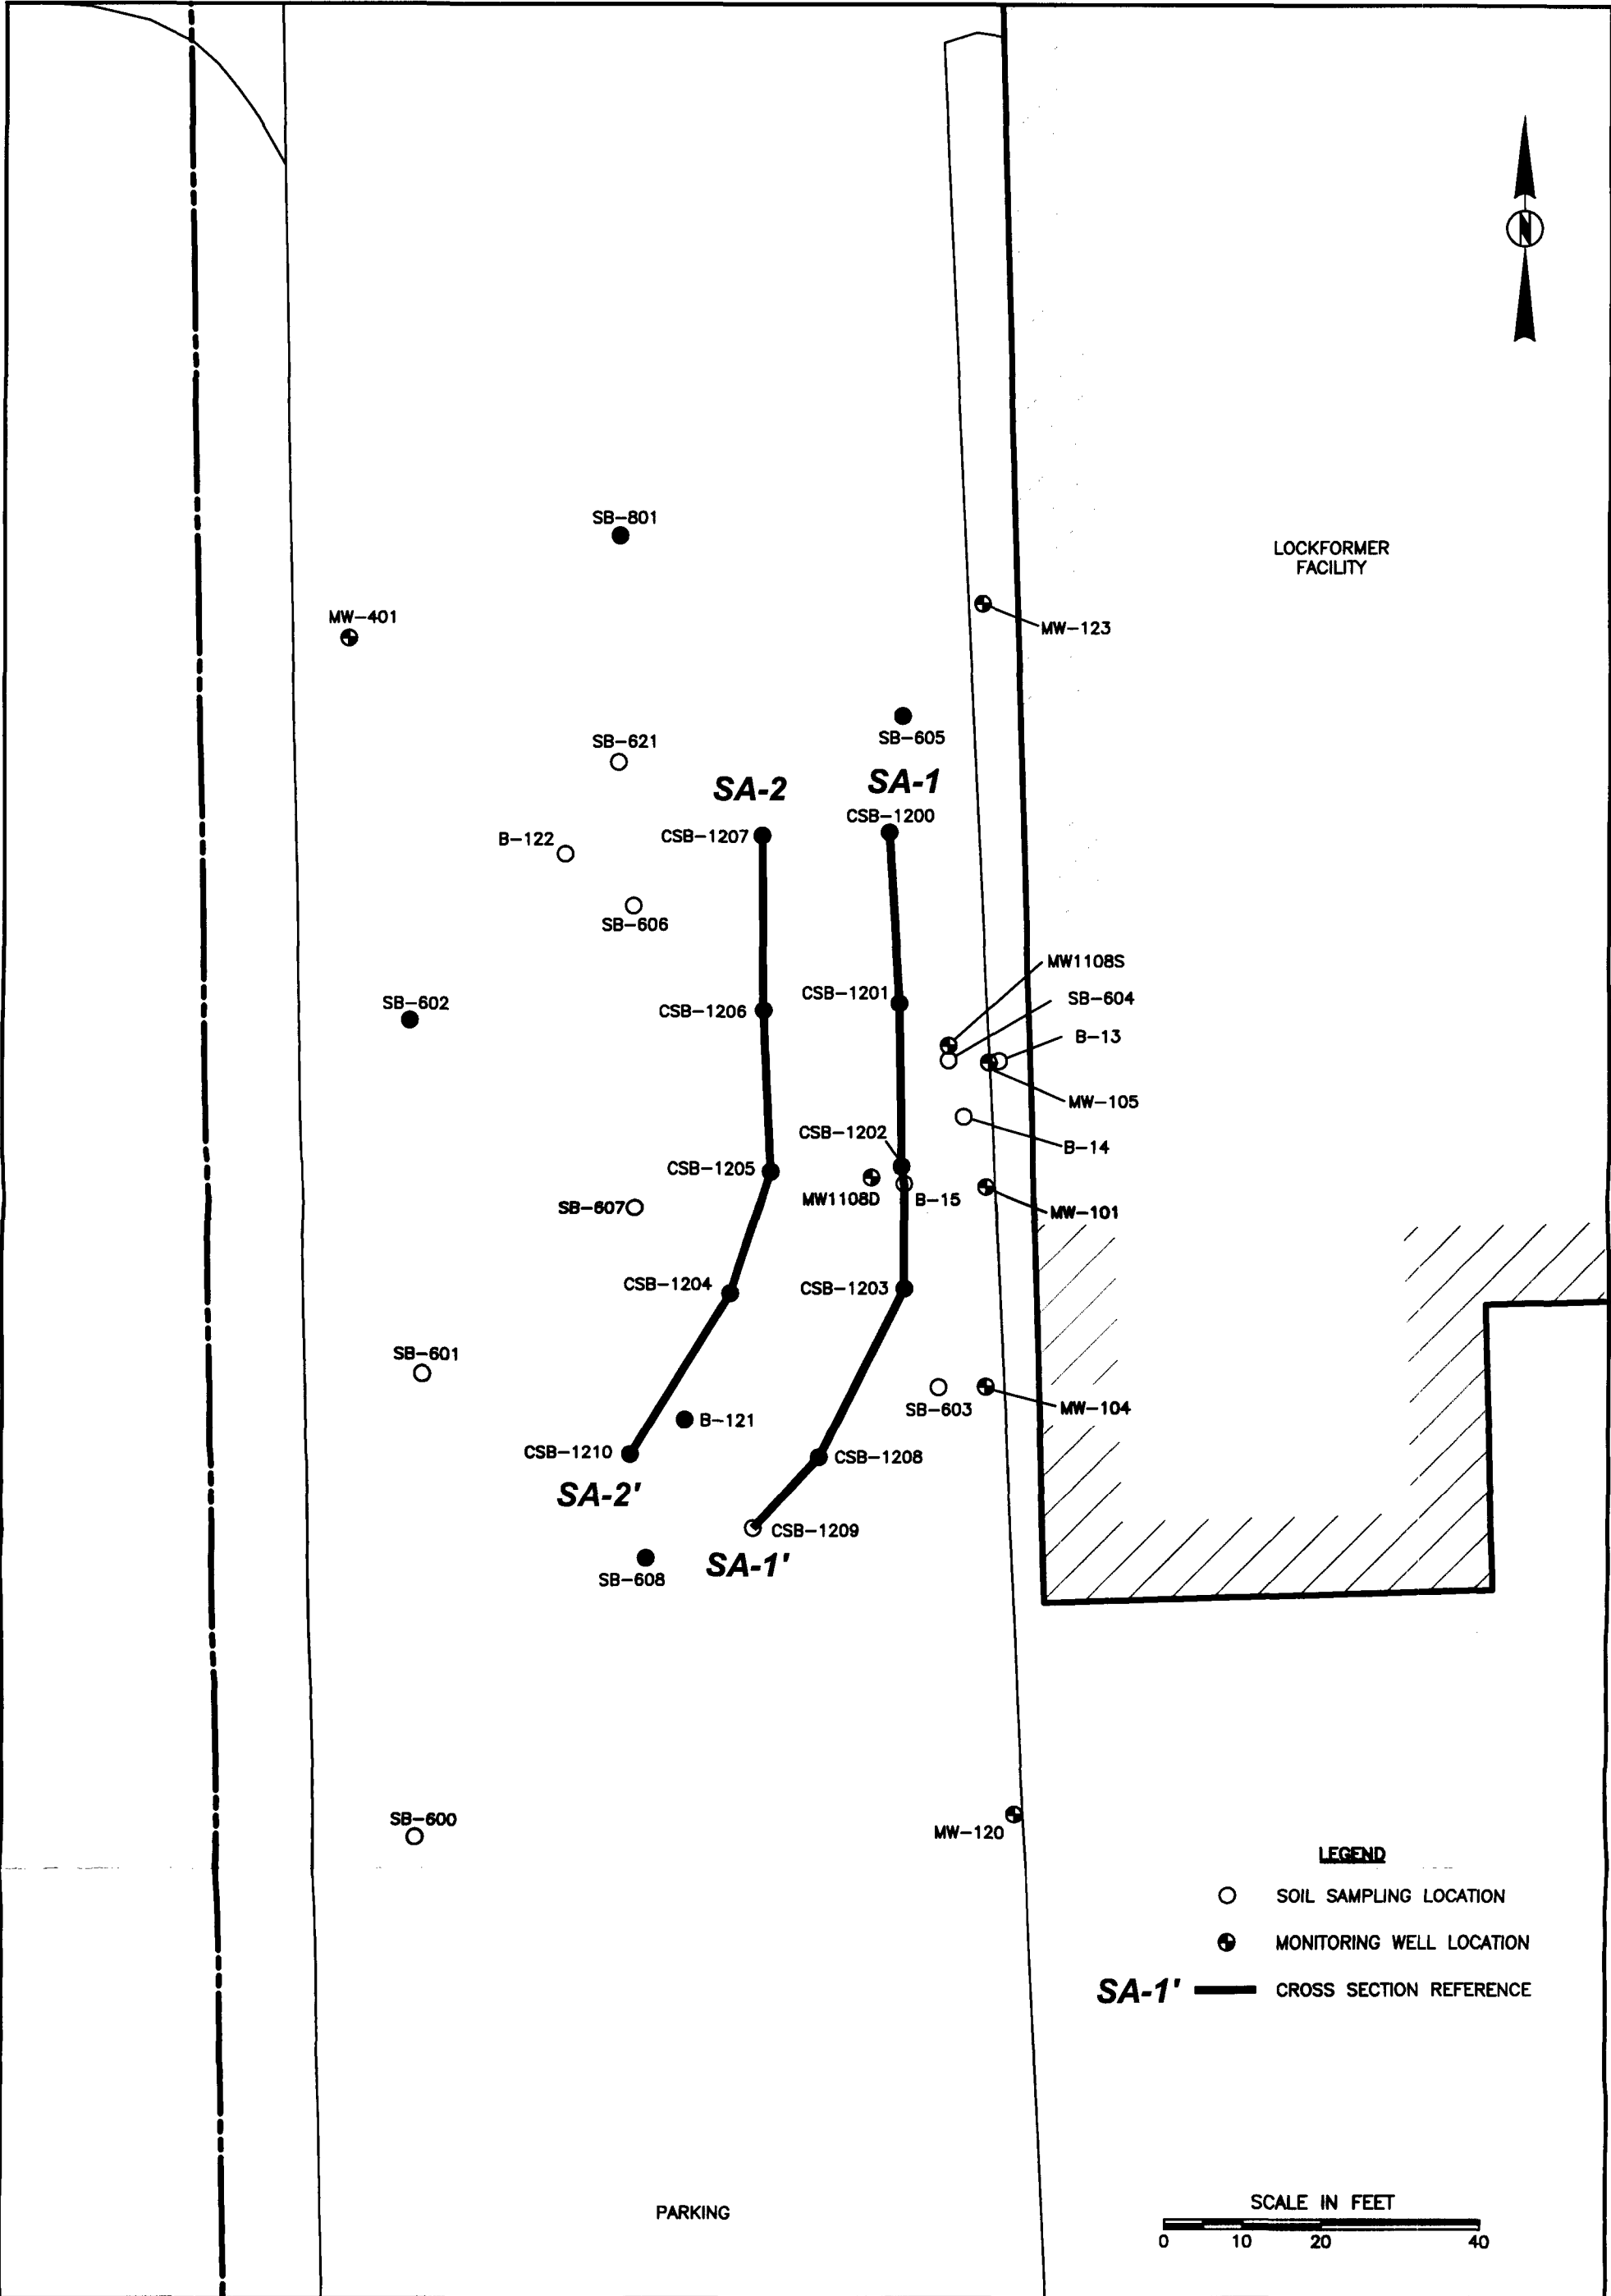 N
SB-801
LOCKFORMER
FACILITY
MW-401
MW-123
SB-605
SB-621
SA-2
SA-1
CSB-1200
CSB-1207
B-122
SB-606
MW1108S
CSB-1201
SB-604
SB-602
CSB-1206
B-13
MW-105
CSB-1202
B-14
CSB-1205
MW1108D
B-15
SB-607
MW-101
CSB-1204
CSB-1203
SB-601
SB-603
MW-104
B-121
CSB-1210
CSB-1208
SA-2'
CSB-1209
SA-1'
SB-608
SB-600
MW-120
LEGEND
SOIL SAMPLING LOCATION
MONITORING WELL LOCATION
SA-1' CROSS SECTION REFERENCE
PARKING
SCALE IN FEET
0 10 20 40